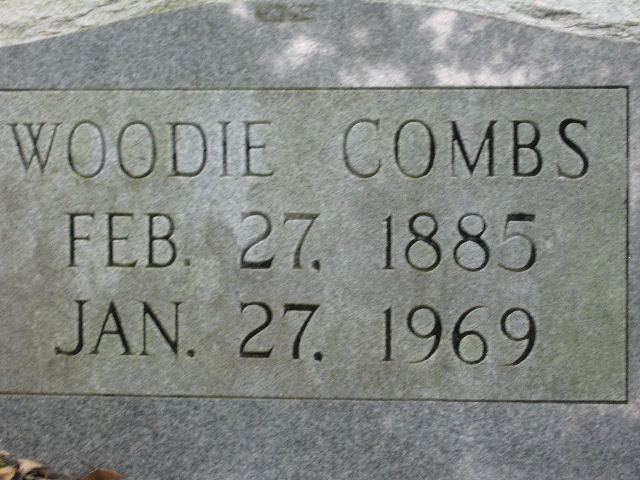 WOODIE COMBS
FEB. 27, 1885
JAN. 27, 1969